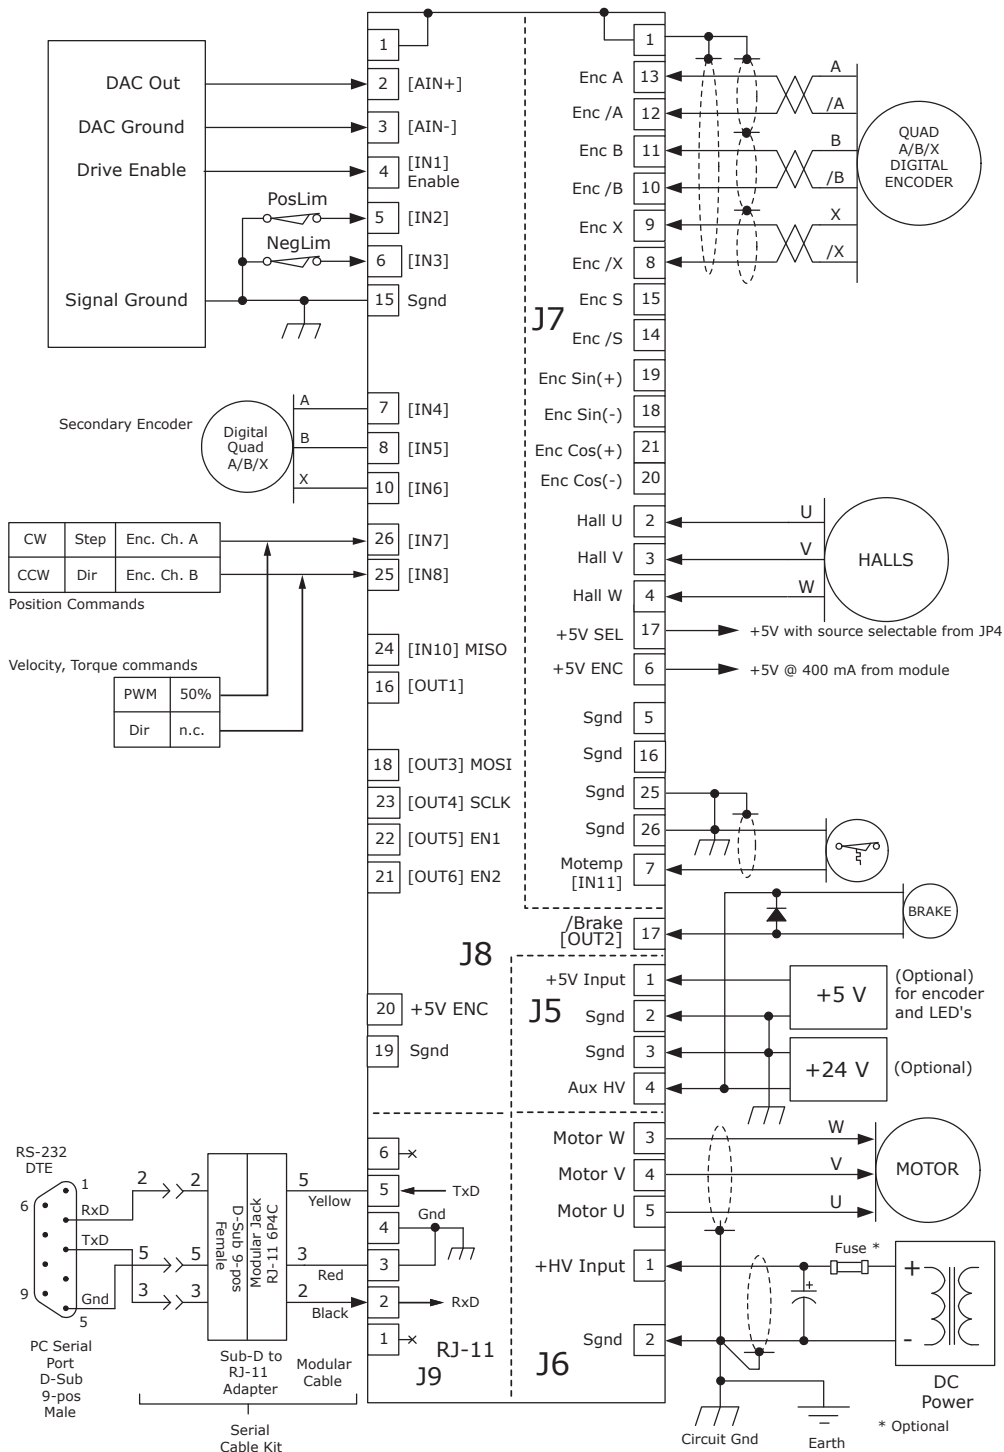 1
DAC Out
2
[AIN+]
DAC Ground
3
[AIN-]
Drive Enable
4
[IN1]
Enable
PosLim
5
[IN2]
NegLim
6
[IN3]
Signal Ground
15
Sgnd
Secondary Encoder
Digital
Quad
A/B/X
A
7
[IN4]
B
8
[IN5]
X
10
[IN6]
CW
Step
Enc. Ch. A
26
[IN7]
CCW
Dir
Enc. Ch. B
25
[IN8]
Position Commands
24
[IN10] MISO
Velocity, Torque commands
PWM
50%
16
[OUT1]
Dir
n.c.
18
[OUT3] MOSI
23
[OUT4] SCLK
22
[OUT5] EN1
21
[OUT6] EN2
J8
20
+5V ENC
19
Sgnd
1
Enc A
13
A
Enc /A
12
/A
Enc B
11
B
Enc /B
10
/B
Enc X
9
X
Enc /X
8
/X
QUAD
A/B/X
DIGITAL
ENCODER
Enc S
15
J7
Enc /S
14
Enc Sin(+)
19
Enc Sin(-)
18
Enc Cos(+)
21
Enc Cos(-)
20
Hall U
2
U
Hall V
3
V
Hall W
4
W
HALLS
+5V SEL
17
+5V with source selectable from JP4
+5V ENC
6
+5V @ 400 mA from module
Sgnd
5
Sgnd
16
Sgnd
25
Sgnd
26
Motemp
[IN11]
7
/Brake
[OUT2]
17
BRAKE
J5
+5V Input
1
+5 V
(Optional)
for encoder
and LED's
Sgnd
2
Sgnd
3
+24 V
(Optional)
Aux HV
4
Motor W
3
W
Motor V
4
V
MOTOR
Motor U
5
U
+HV Input
1
Fuse *
+
+
-
Sgnd
2
J6
DC
Power
* Optional
Circuit Gnd
Earth
RS-232
DTE
1
6
RxD
TxD
9
Gnd
5
PC Serial
Port
D-Sub
9-pos
Male
2
2
5
5
3
3
D-Sub 9-pos
Female
Modular Jack
RJ-11 6P4C
5
Yellow
3
Red
2
Black
Sub-D to
RJ-11
Adapter
Modular
Cable
Serial
Cable Kit
6
5
TxD
4
Gnd
3
2
RxD
1
RJ-11
J9